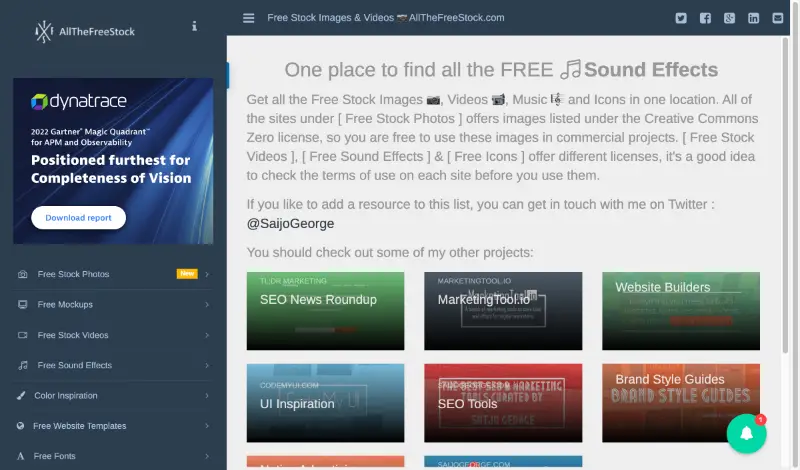 AllTheFreeStock
Free Stock Images & Videos AllTheFreeStock.com
dynatrace
2022 Gartner® Magic Quadrant™
for APM and Observability
Positioned furthest for
Completeness of Vision
Download report
Free Stock Photos New
Free Mockups
Free Stock Videos
Free Sound Effects
Color Inspiration
Free Website Templates
Free Fonts
One place to find all the FREE Sound Effects
Get all the Free Stock Images , Videos , Music and Icons in one location. All of
the sites under [ Free Stock Photos ] offers images listed under the Creative Commons
Zero license, so you are free to use these images in commercial projects. [ Free Stock
Videos ], [ Free Sound Effects ] & [ Free Icons ] offer different licenses, it's a good idea
to check the terms of use on each site before you use them.
If you like to add a resource to this list, you can get in touch with me on Twitter :
@SaijoGeorge
You should check out some of my other projects:
TL;DR MARKETING
SEO News Roundup
MARKETINGTOOL.IO
MarketingTool.io
Website Builders
CODEMYUI.COM
UI Inspiration
THE BEST SEO MARKETING
TOOLS CURATED BY
SAIJO GEORGE
SEO Tools
Brand Style Guides
BRAND STYLE GUIDES
SAIJOGEORGE.COM
1